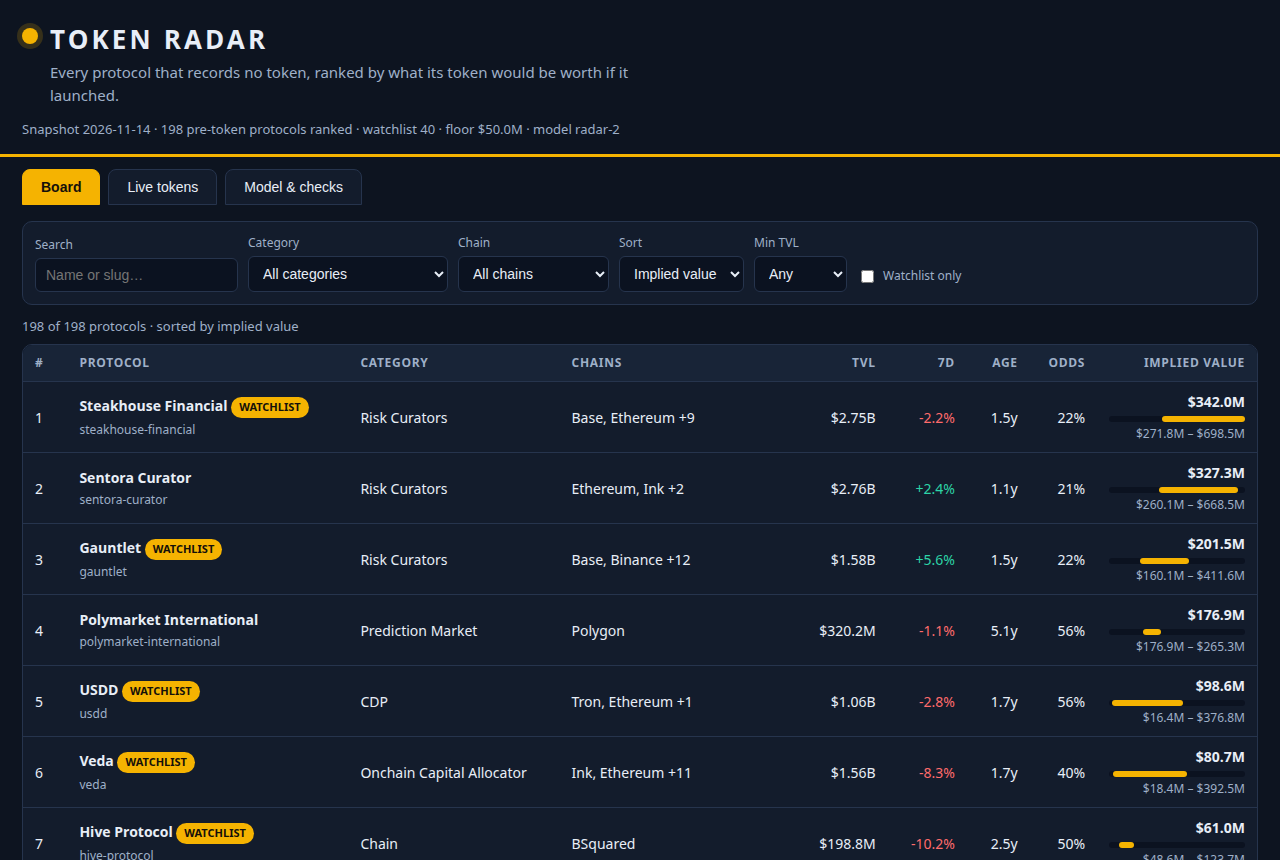 TOKEN RADAR
Every protocol that records no token, ranked by what its token would be worth if it
launched.
Snapshot 2026-11-14 · 198 pre-token protocols ranked · watchlist 40 · floor $50.0M · model radar-2
Board Live tokens Model & checks
Search Category Chain Sort Min TVL
Name or slug… All categories All chains Implied value Any Watchlist only
198 of 198 protocols · sorted by implied value
# PROTOCOL CATEGORY CHAINS TVL 7D AGE ODDS IMPLIED VALUE
1 Steakhouse Financial WATCHLIST Risk Curators Base, Ethereum +9 $2.75B -2.2% 1.5y 22% $342.0M
steakhouse-financial $271.8M – $698.5M
2 Sentora Curator Risk Curators Ethereum, Ink +2 $2.76B +2.4% 1.1y 21% $327.3M
sentora-curator $260.1M – $668.5M
3 Gauntlet WATCHLIST Risk Curators Base, Binance +12 $1.58B +5.6% 1.5y 22% $201.5M
gauntlet $160.1M – $411.6M
4 Polymarket International Prediction Market Polygon $320.2M -1.1% 5.1y 56% $176.9M
polymarket-international $176.9M – $265.3M
5 USDD WATCHLIST CDP Tron, Ethereum +1 $1.06B -2.8% 1.7y 56% $98.6M
usdd $16.4M – $376.8M
6 Veda WATCHLIST Onchain Capital Allocator Ink, Ethereum +11 $1.56B -8.3% 1.7y 40% $80.7M
veda $18.4M – $392.5M
7 Hive Protocol WATCHLIST Chain BSquared $198.8M -10.2% 2.5y 50% $61.0M
hive-protocol $48.6M – $123.7M